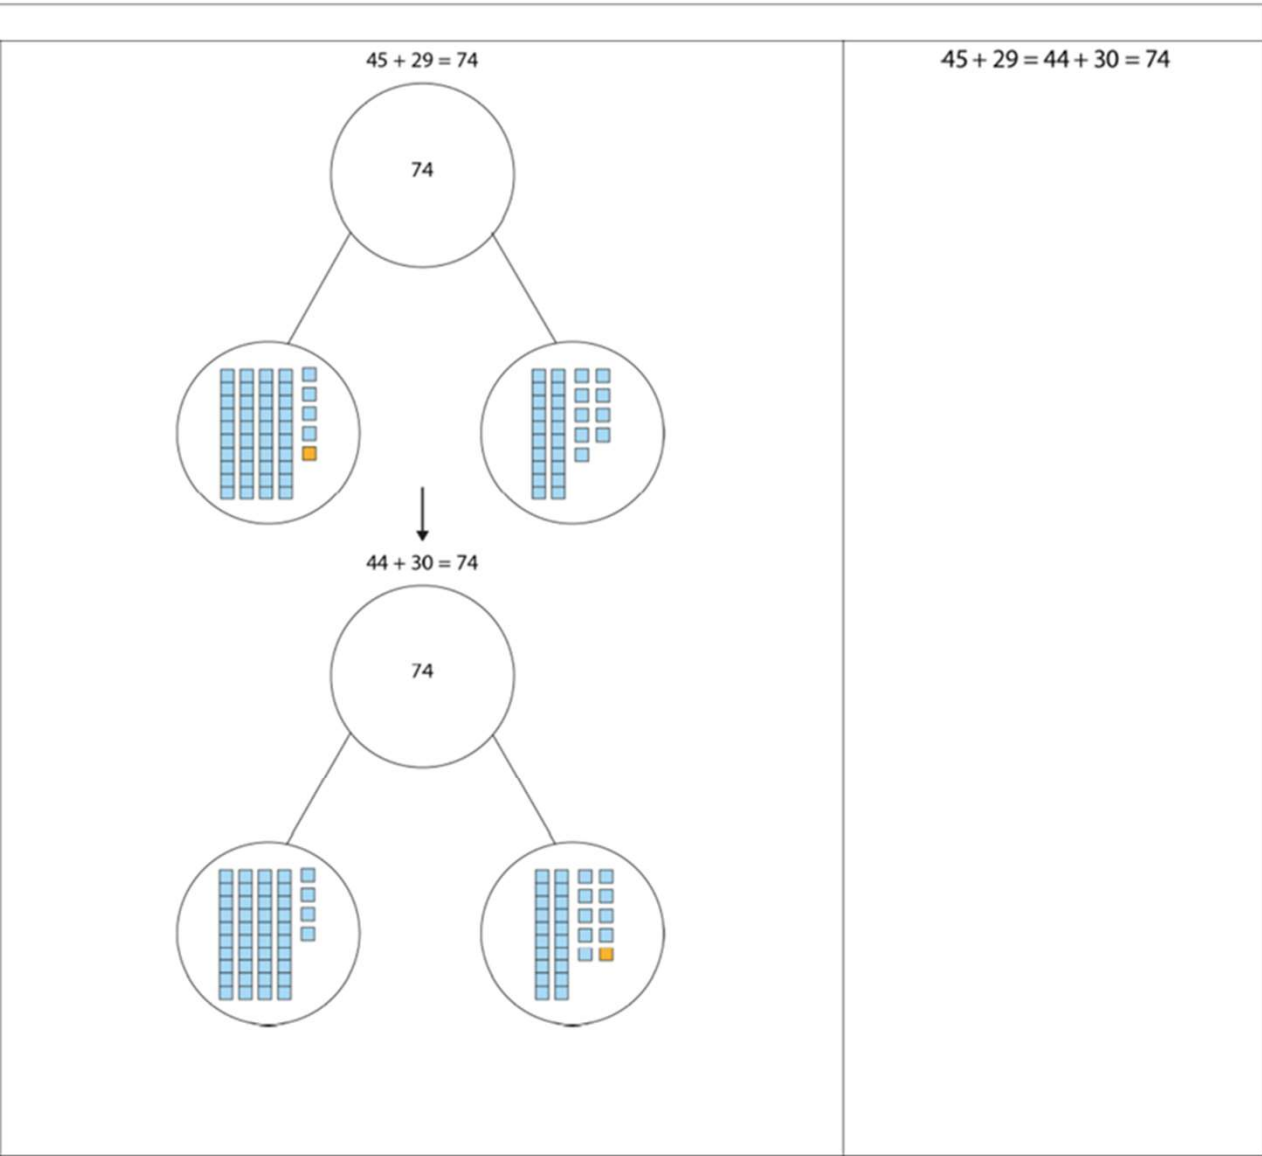 45 + 29 = 74
74
44 + 30 = 74
74
45 + 29 = 44 + 30 = 74